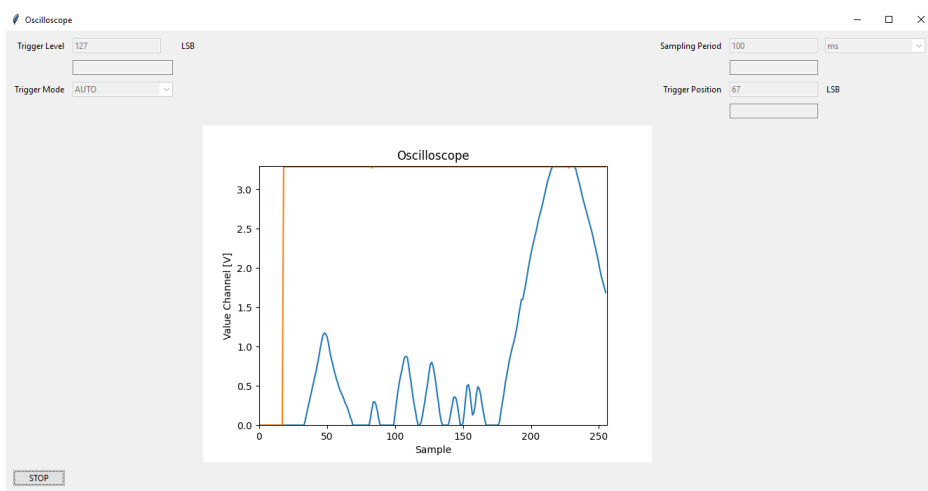 Oscilloscope
Trigger Level 127 LSB Sampling Period 100 ms
Trigger Mode AUTO Trigger Position 67 LSB
Oscilloscope
3.0
2.5
2.0
1.5
1.0
0.5
0.0
Value Channel [V]
0 50 100 150 200 250
Sample
STOP